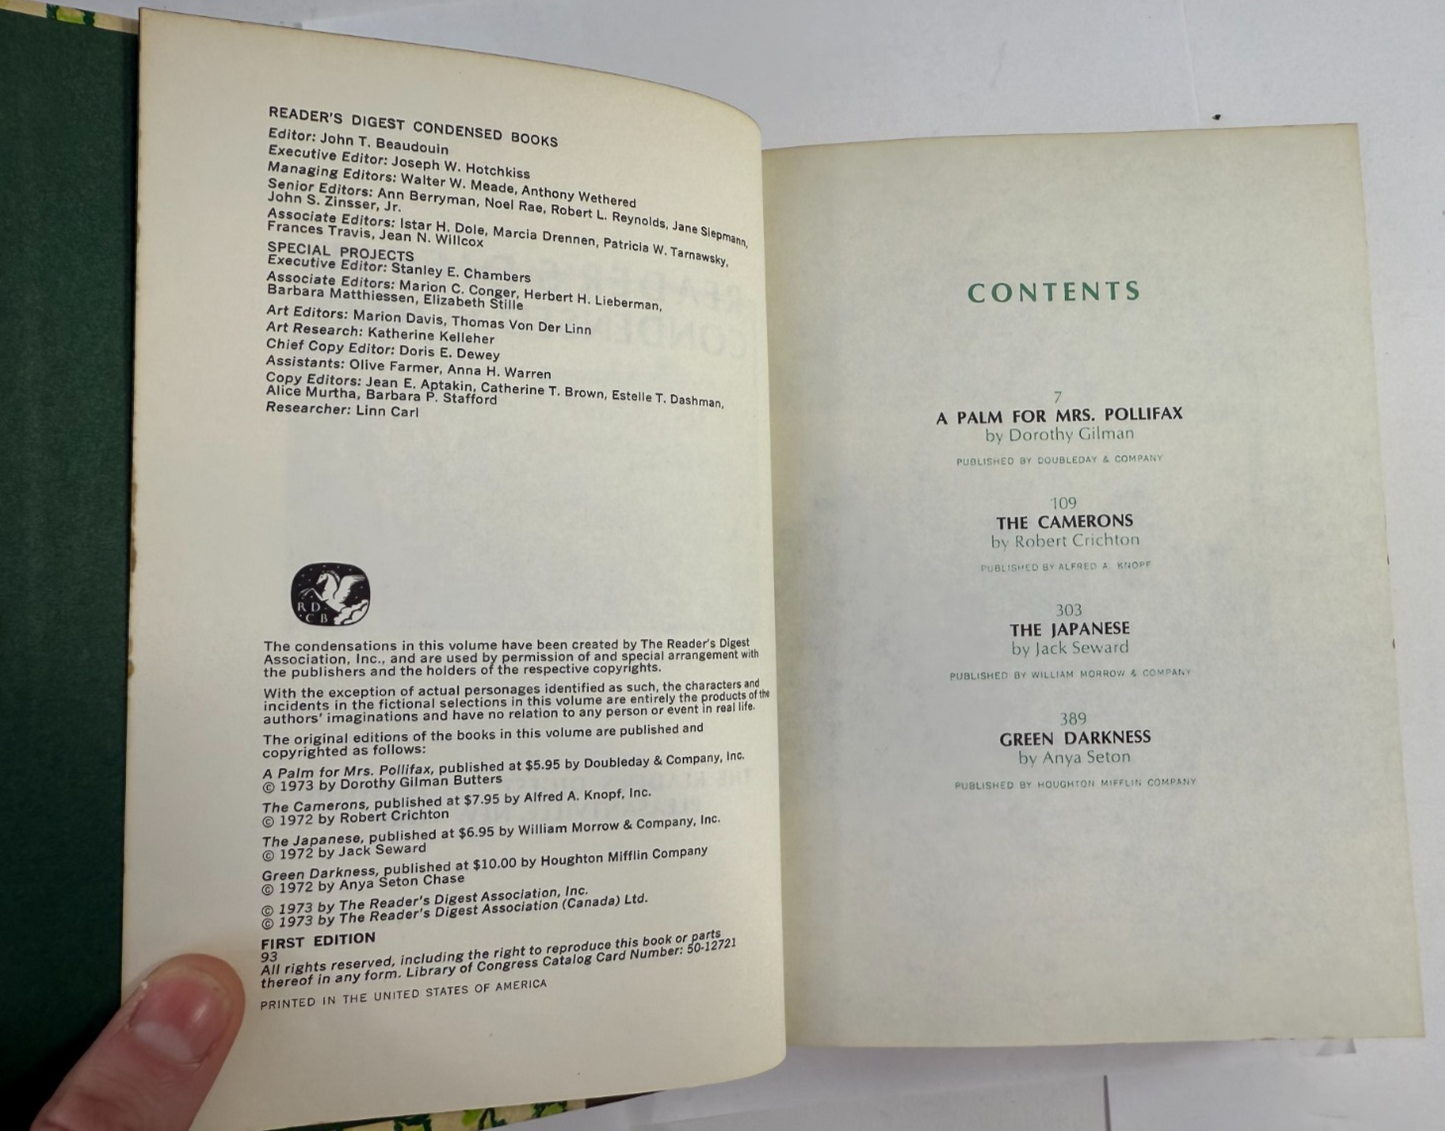 READER'S DIGEST CONDENSED BOOKS
Editor: John T. Beaudouin
Executive Editor: Joseph W. Hotchkiss
Managing Editors: Walter W. Meade, Anthony Wethered
Senior Editors: Ann Berryman, Noel Rae, Robert L. Reynolds, Jane Siepmann,
John S. Zinsser, Jr.
Associate Editors: Istar H. Dole, Marcia Drennen, Patricia W. Tarnawsky,
Frances Travis, Jean N. Willcox
SPECIAL PROJECTS
Executive Editor: Stanley E. Chambers
Associate Editors: Marion C. Conger, Herbert H. Lieberman,
Barbara Matthiessen, Elizabeth Stille
Art Editors: Marion Davis, Thomas Von Der Linn
Art Research: Katherine Kelleher
Chief Copy Editor: Doris E. Dewey
Assistants: Olive Farmer, Anna H. Warren
Copy Editors: Jean E. Aptakin, Catherine T. Brown, Estelle T. Dashman,
Alice Murtha, Barbara P. Stafford
Researcher: Linn Carl
R D
C B
The condensations in this volume have been created by The Reader's Digest
Association, Inc., and are used by permission of and special arrangement with
the publishers and the holders of the respective copyrights.
With the exception of actual personages identified as such, the characters and
incidents in the fictional selections in this volume are entirely the products of the
authors' imaginations and have no relation to any person or event in real life.
The original editions of the books in this volume are published and
copyrighted as follows:
A Palm for Mrs. Pollifax, published at $5.95 by Doubleday & Company, Inc.
© 1973 by Dorothy Gilman Butters
The Camerons, published at $7.95 by Alfred A. Knopf, Inc.
© 1972 by Robert Crichton
The Japanese, published at $6.95 by William Morrow & Company, Inc.
© 1972 by Jack Seward
Green Darkness, published at $10.00 by Houghton Mifflin Company
© 1972 by Anya Seton Chase
© 1973 by The Reader's Digest Association, Inc.
© 1973 by The Reader's Digest Association (Canada) Ltd.
FIRST EDITION
93
All rights reserved, including the right to reproduce this book or parts
thereof in any form. Library of Congress Catalog Card Number: 50-12721
PRINTED IN THE UNITED STATES OF AMERICA
CONTENTS
7
A PALM FOR MRS. POLLIFAX
by Dorothy Gilman
PUBLISHED BY DOUBLEDAY & COMPANY
109
THE CAMERONS
by Robert Crichton
PUBLISHED BY ALFRED A. KNOPF
303
THE JAPANESE
by Jack Seward
PUBLISHED BY WILLIAM MORROW & COMPANY
389
GREEN DARKNESS
by Anya Seton
PUBLISHED BY HOUGHTON MIFFLIN COMPANY